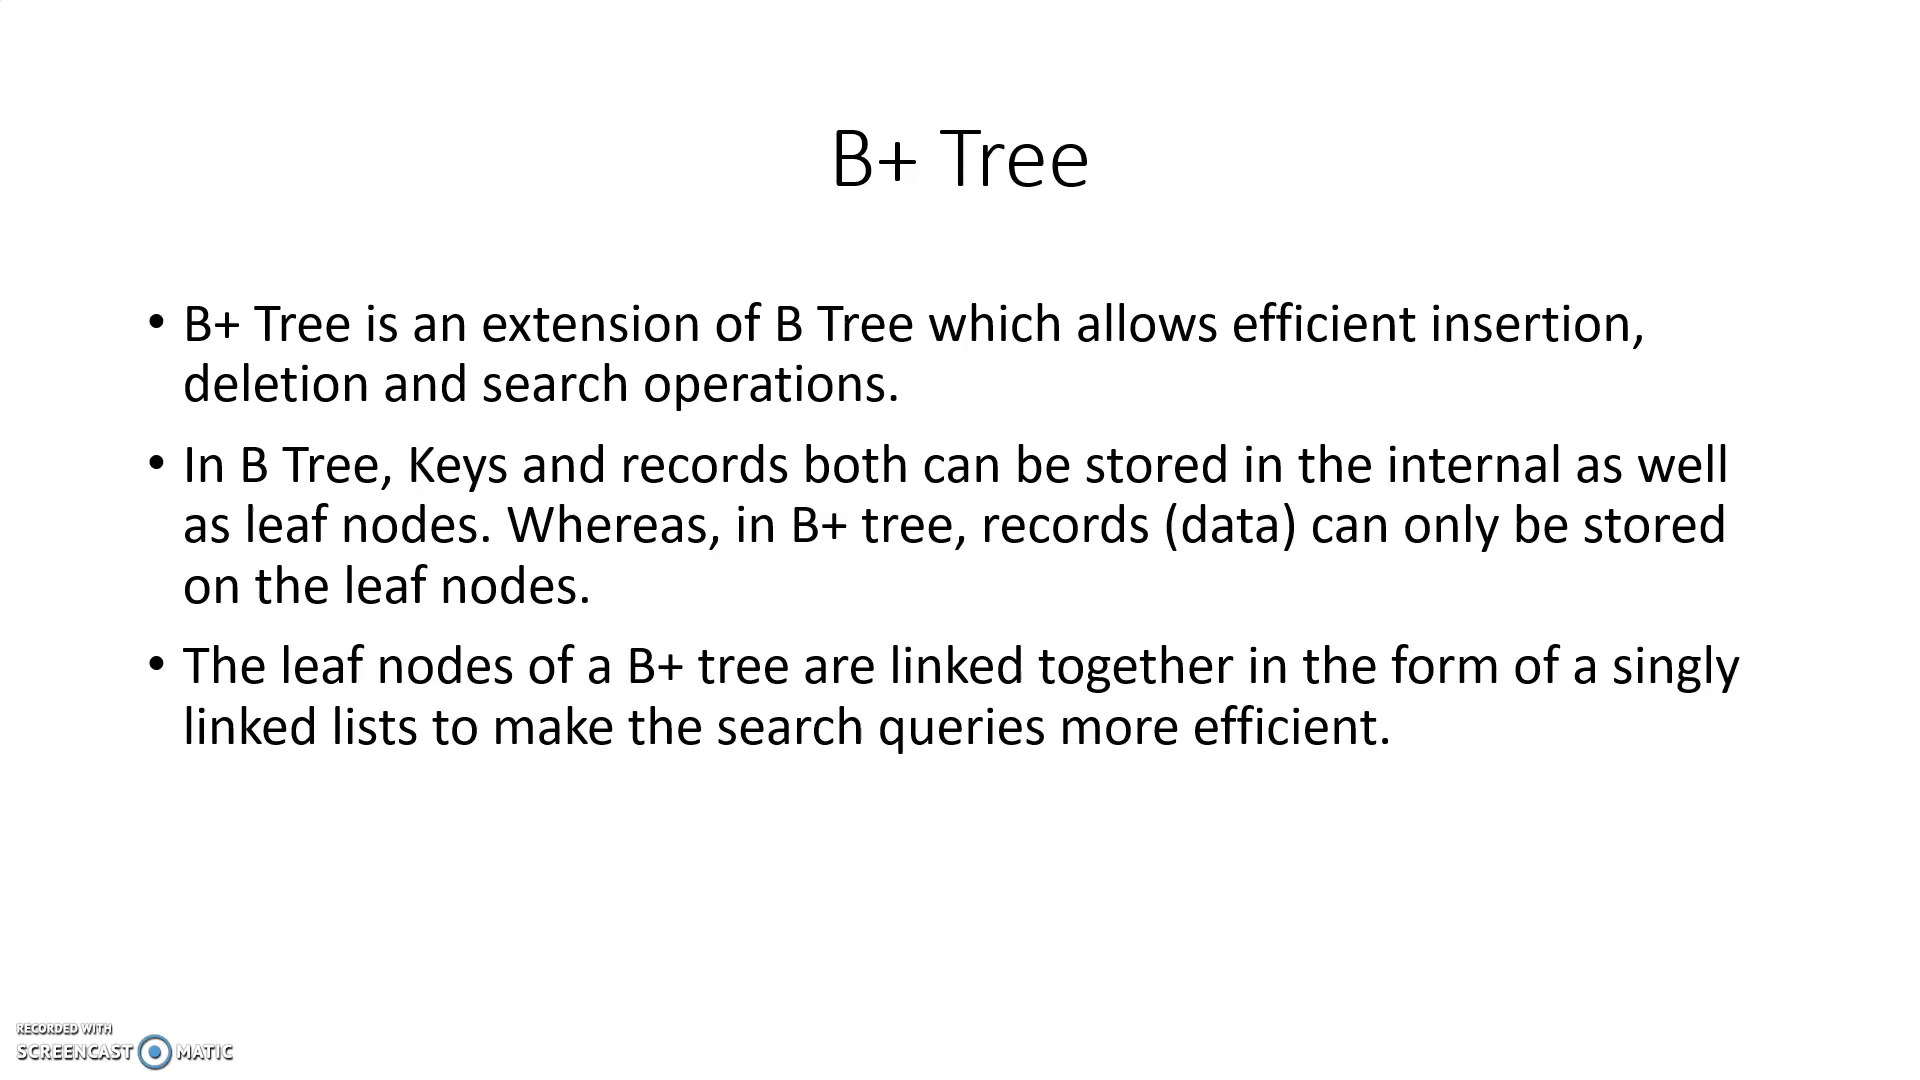 B+ Tree
• B+ Tree is an extension of B Tree which allows efficient insertion,
deletion and search operations.
• In B Tree, Keys and records both can be stored in the internal as well
as leaf nodes. Whereas, in B+ tree, records (data) can only be stored
on the leaf nodes.
• The leaf nodes of a B+ tree are linked together in the form of a singly
linked lists to make the search queries more efficient.
RECORDED WITH
SCREENCAST MATIC